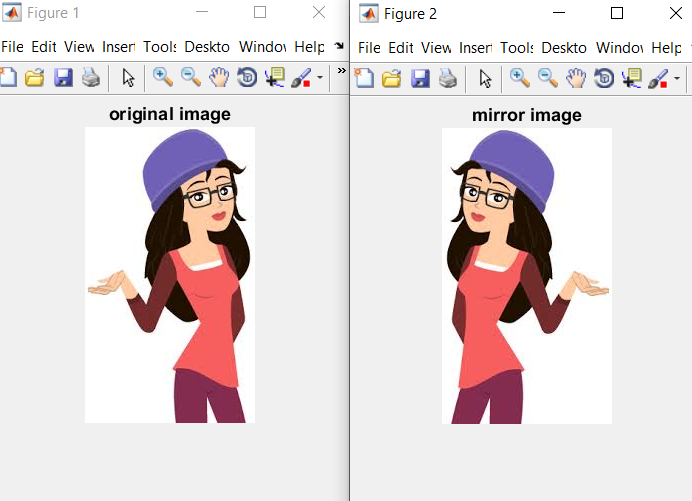 Figure 1
File Edit View Insert Tools Deskto Window Help
original image
Figure 2
File Edit View Insert Tools Deskto Window Help
mirror image